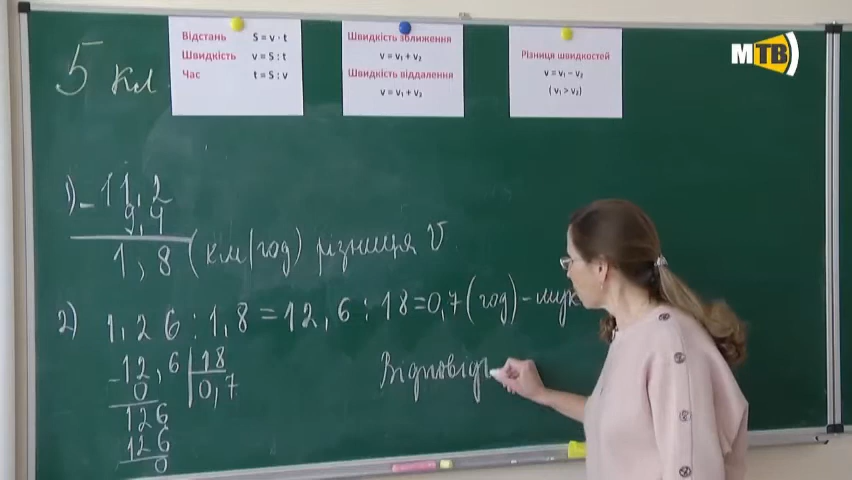 Відстань S = v · t
Швидкість v = S : t
Час t = S : v
Швидкість зближення
v = v₁ + v₂
Швидкість віддалення
v = v₁ + v₂
Різниця швидкостей
v = v₁ – v₂
( v₁ > v₂)
МТВ
5 кл
1) - 11,2
9,4
1,8 (км/год) різниця V
2) 1,26 : 1,8 = 12,6 : 18 = 0,7 (год) -
- 12,6 | 18
0 | 0,7
126
126
0
Відповідь